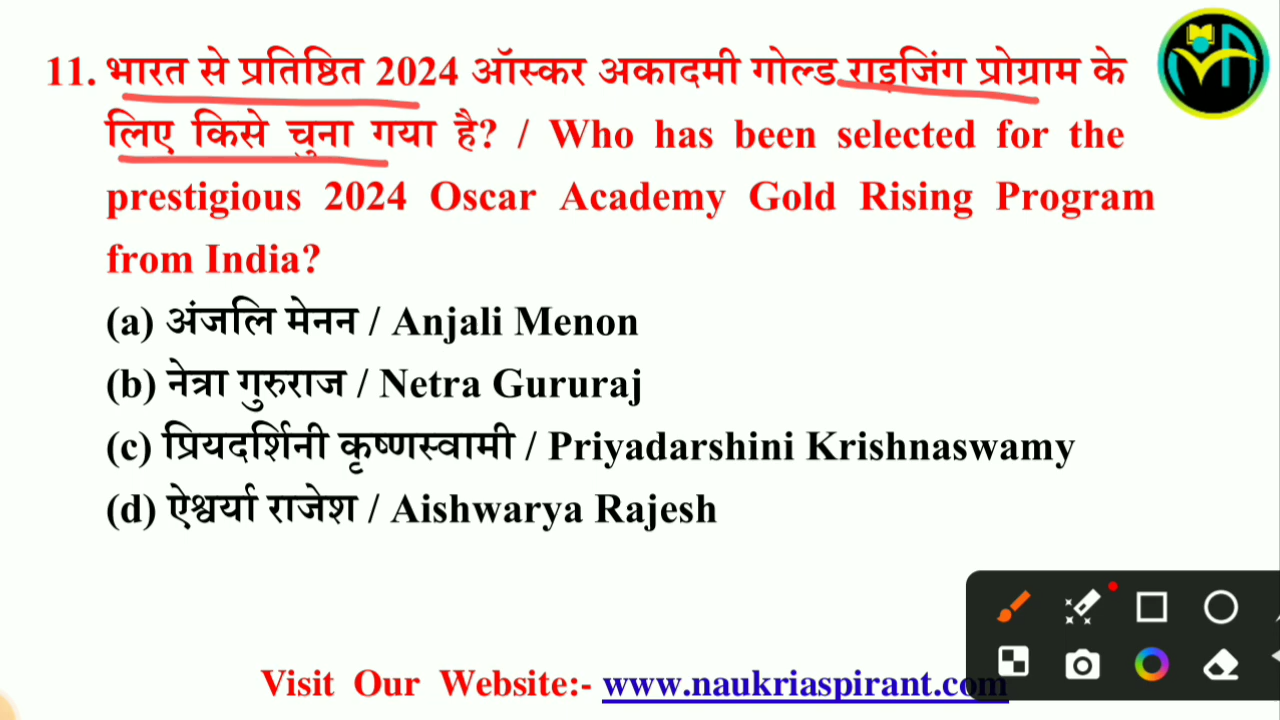 11. भारत से प्रतिष्ठित 2024 ऑस्कर अकादमी गोल्ड राइजिंग प्रोग्राम के
लिए किसे चुना गया है? / Who has been selected for the
prestigious 2024 Oscar Academy Gold Rising Program
from India?
(a) अंजलि मेनन / Anjali Menon
(b) नेत्रा गुरुराज / Netra Gururaj
(c) प्रियदर्शिनी कृष्णस्वामी / Priyadarshini Krishnaswamy
(d) ऐश्वर्या राजेश / Aishwarya Rajesh
Visit Our Website:- www.naukriaspirant.com